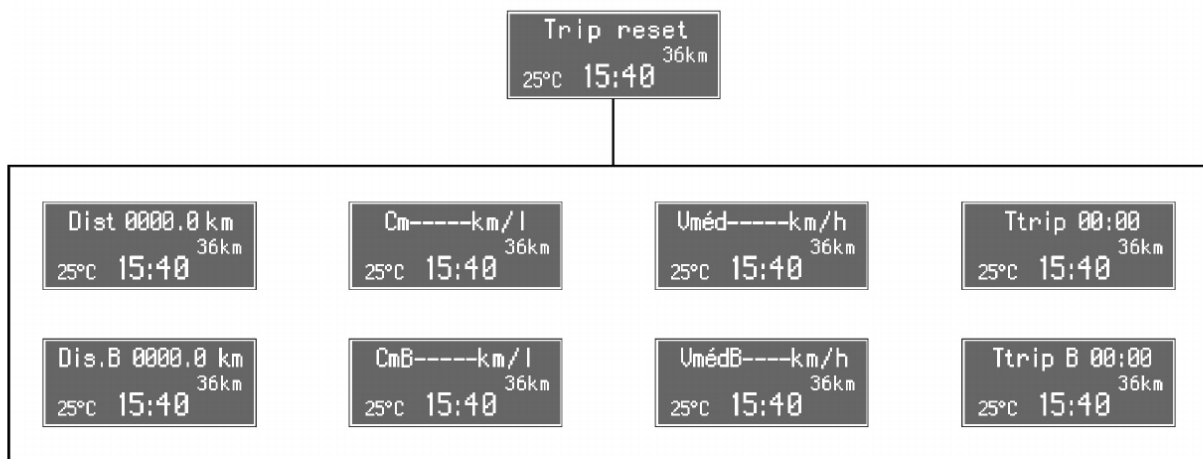 Trip reset
36km
25°C 15:40
Dist 0000.0 km
36km
25°C 15:40
Cm-----km/l
36km
25°C 15:40
Vméd-----km/h
36km
25°C 15:40
Ttrip 00:00
36km
25°C 15:40
Dis.B 0000.0 km
36km
25°C 15:40
CmB-----km/l
36km
25°C 15:40
VmédB----km/h
36km
25°C 15:40
Ttrip B 00:00
36km
25°C 15:40